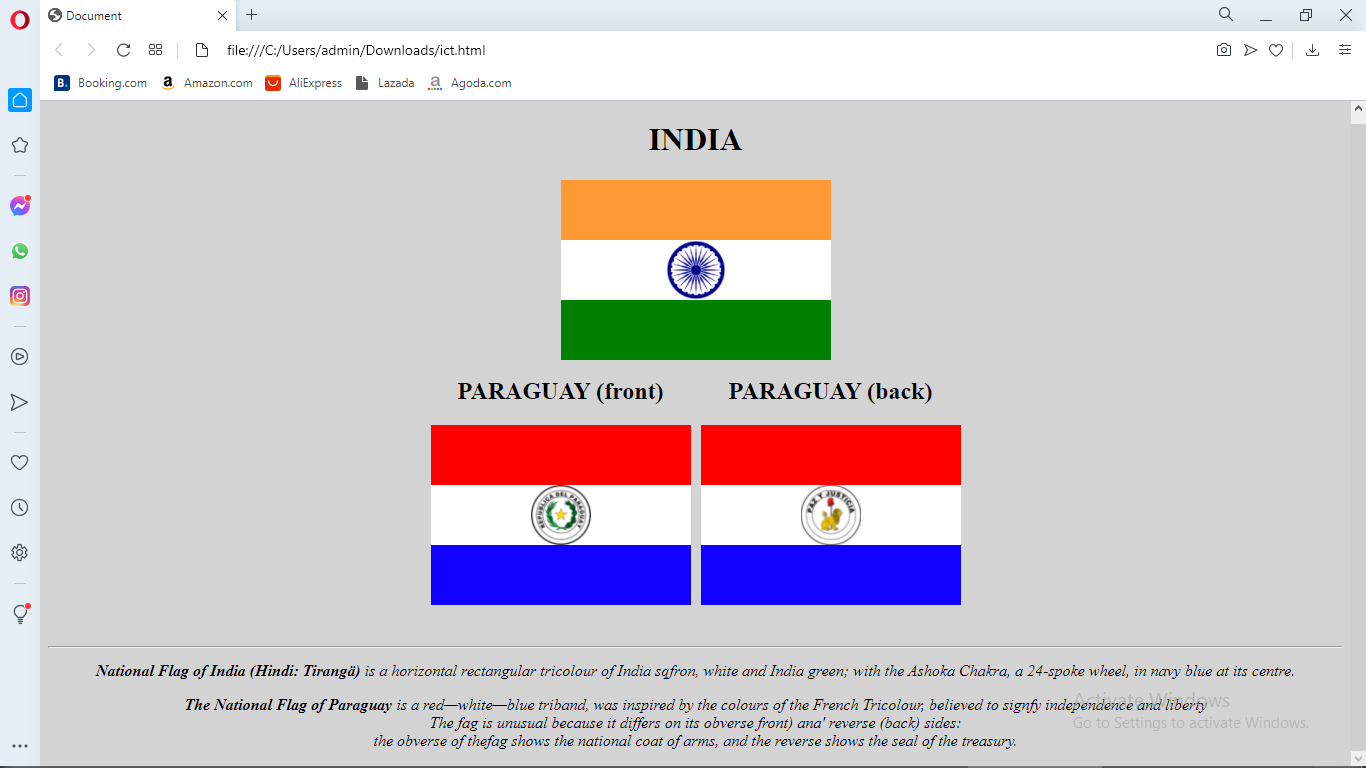 Document
file:///C:/Users/admin/Downloads/ict.html
B. Booking.com a Amazon.com AliExpress Lazada a Agoda.com
INDIA
PARAGUAY (front) PARAGUAY (back)
REPUBLICA DEL PARAGUAY PAZ Y JUSTICIA
National Flag of India (Hindi: Tirangā) is a horizontal rectangular tricolour of India safron, white and India green; with the Ashoka Chakra, a 24-spoke wheel, in navy blue at its centre.
The National Flag of Paraguay is a red—white—blue triband, was inspired by the colours of the French Tricolour, believed to signfy independence and liberty
The fag is unusual because it differs on its obverse front) ana' reverse (back) sides:
the obverse of thefag shows the national coat of arms, and the reverse shows the seal of the treasury.
Activate Windows
Go to Settings to activate Windows.